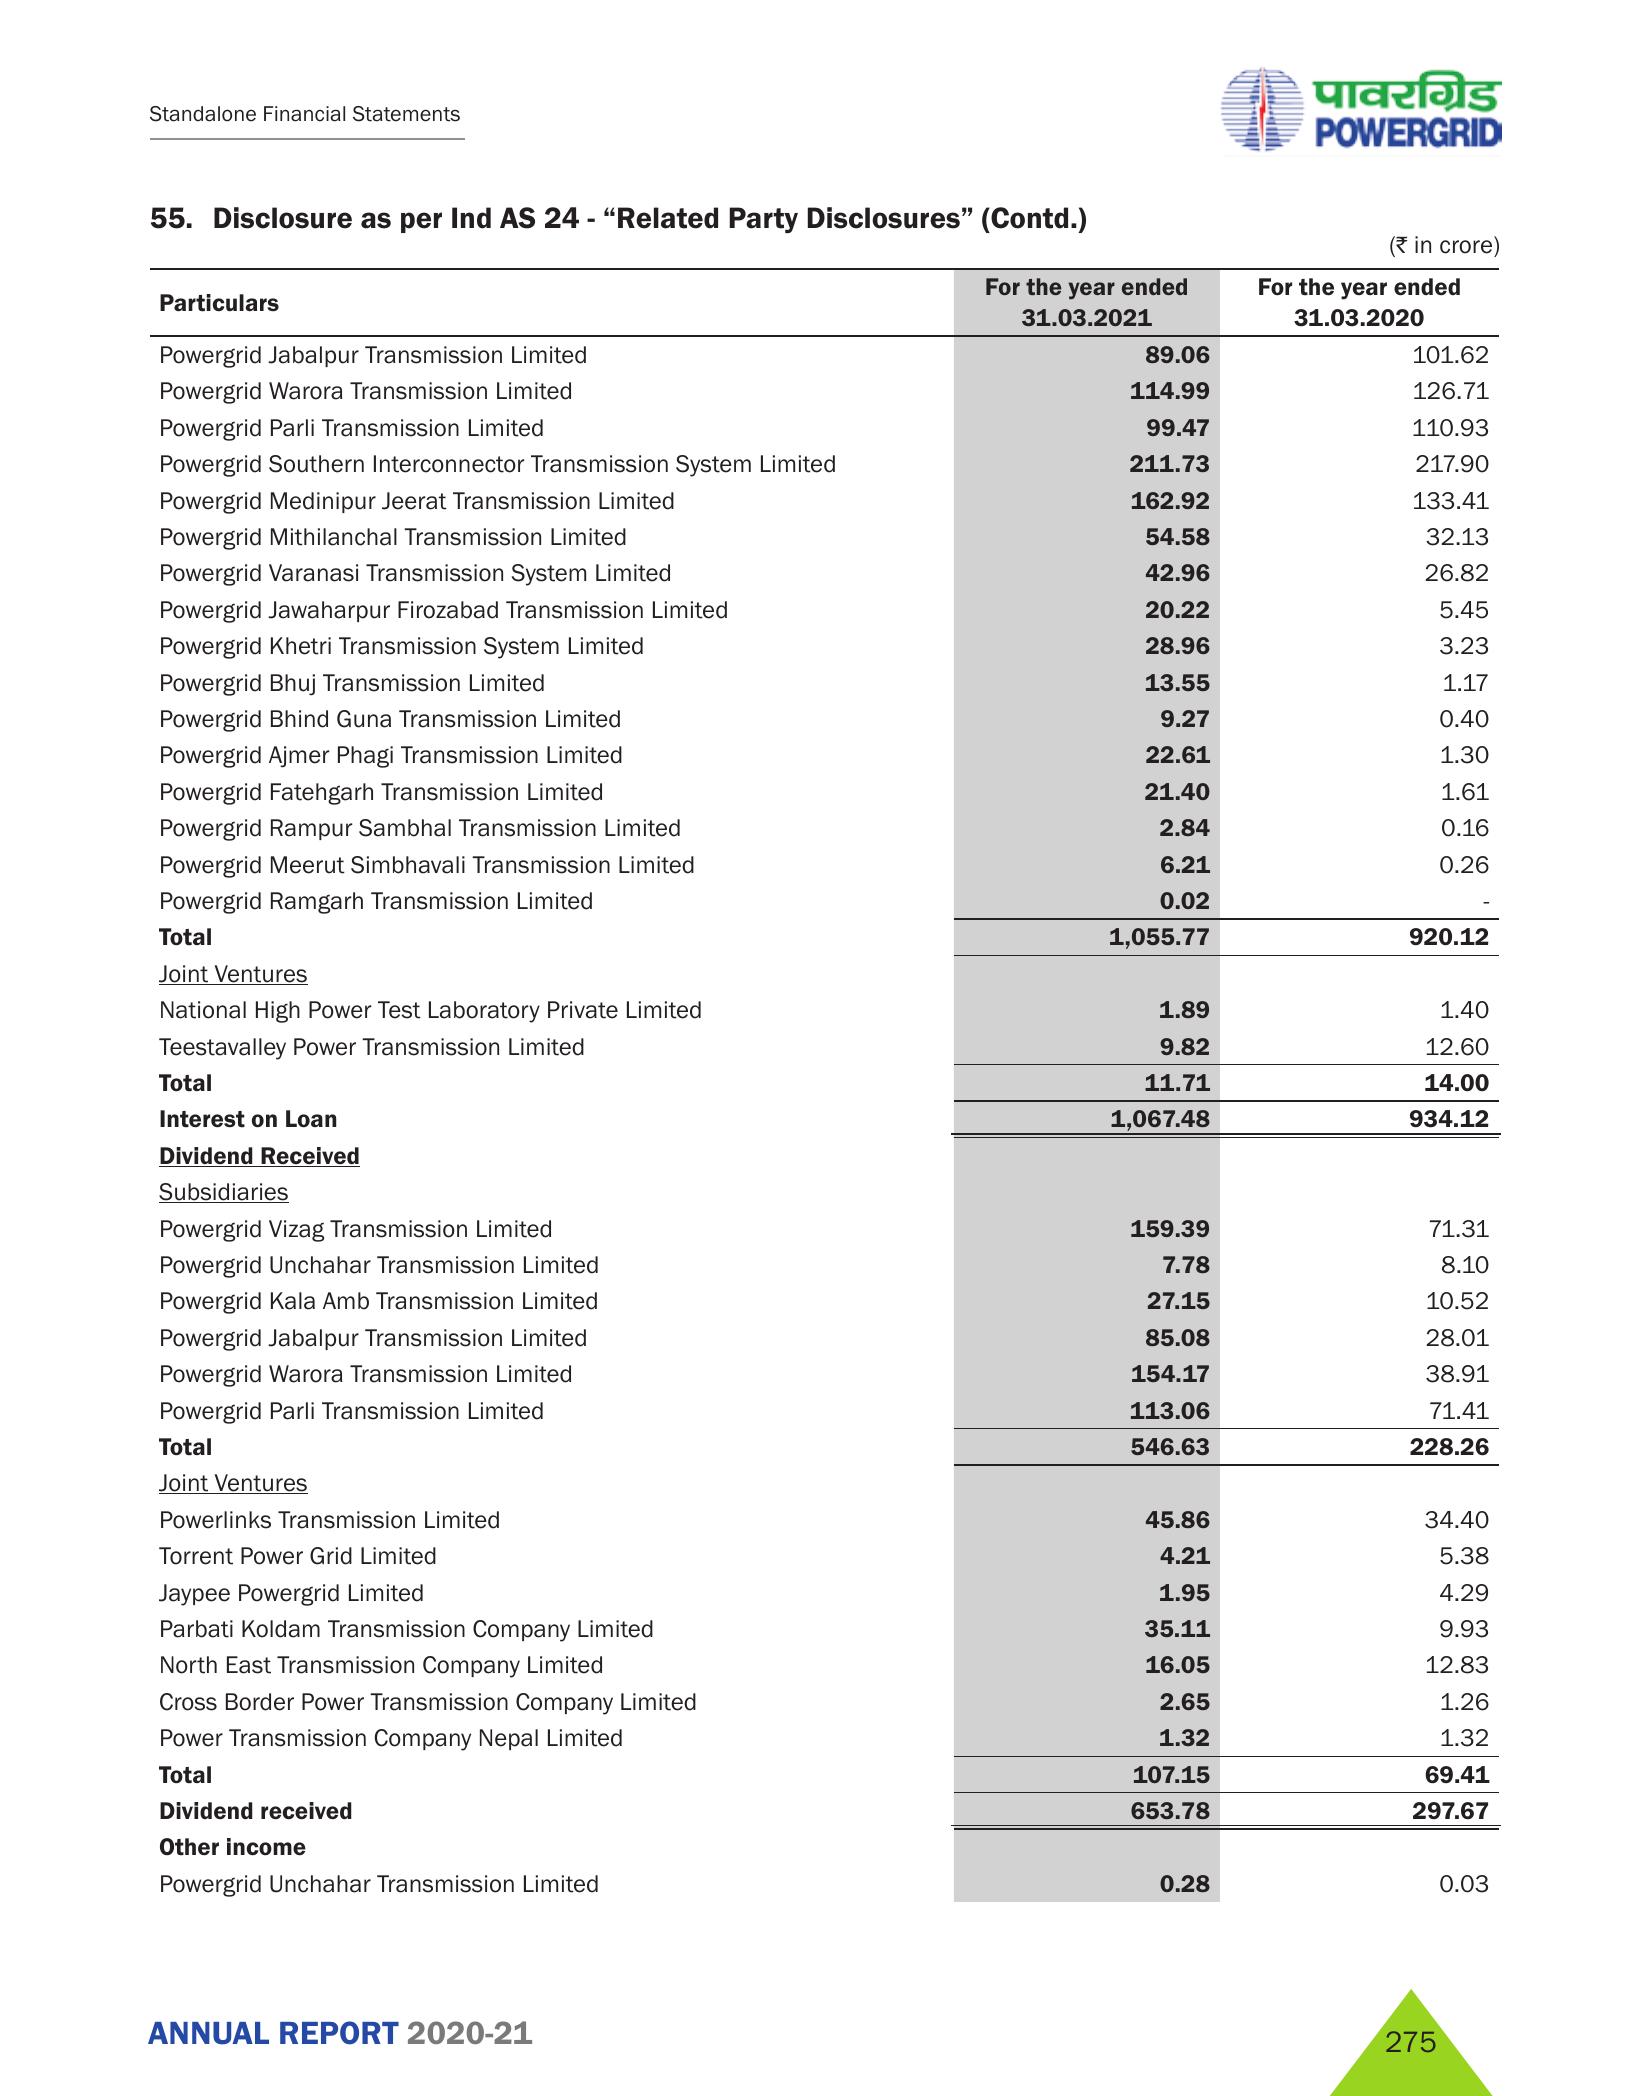 Standalone Financial Statements
पावरग्रिड
POWERGRID
55. Disclosure as per Ind AS 24 - “Related Party Disclosures” (Contd.)
(₹ in crore)
Particulars For the year ended 31.03.2021 For the year ended 31.03.2020
Powergrid Jabalpur Transmission Limited 89.06 101.62
Powergrid Warora Transmission Limited 114.99 126.71
Powergrid Parli Transmission Limited 99.47 110.93
Powergrid Southern Interconnector Transmission System Limited 211.73 217.90
Powergrid Medinipur Jeerat Transmission Limited 162.92 133.41
Powergrid Mithilanchal Transmission Limited 54.58 32.13
Powergrid Varanasi Transmission System Limited 42.96 26.82
Powergrid Jawaharpur Firozabad Transmission Limited 20.22 5.45
Powergrid Khetri Transmission System Limited 28.96 3.23
Powergrid Bhuj Transmission Limited 13.55 1.17
Powergrid Bhind Guna Transmission Limited 9.27 0.40
Powergrid Ajmer Phagi Transmission Limited 22.61 1.30
Powergrid Fatehgarh Transmission Limited 21.40 1.61
Powergrid Rampur Sambhal Transmission Limited 2.84 0.16
Powergrid Meerut Simbhavali Transmission Limited 6.21 0.26
Powergrid Ramgarh Transmission Limited 0.02 -
Total 1,055.77 920.12
Joint Ventures
National High Power Test Laboratory Private Limited 1.89 1.40
Teestavalley Power Transmission Limited 9.82 12.60
Total 11.71 14.00
Interest on Loan 1,067.48 934.12
Dividend Received
Subsidiaries
Powergrid Vizag Transmission Limited 159.39 71.31
Powergrid Unchahar Transmission Limited 7.78 8.10
Powergrid Kala Amb Transmission Limited 27.15 10.52
Powergrid Jabalpur Transmission Limited 85.08 28.01
Powergrid Warora Transmission Limited 154.17 38.91
Powergrid Parli Transmission Limited 113.06 71.41
Total 546.63 228.26
Joint Ventures
Powerlinks Transmission Limited 45.86 34.40
Torrent Power Grid Limited 4.21 5.38
Jaypee Powergrid Limited 1.95 4.29
Parbati Koldam Transmission Company Limited 35.11 9.93
North East Transmission Company Limited 16.05 12.83
Cross Border Power Transmission Company Limited 2.65 1.26
Power Transmission Company Nepal Limited 1.32 1.32
Total 107.15 69.41
Dividend received 653.78 297.67
Other income
Powergrid Unchahar Transmission Limited 0.28 0.03
ANNUAL REPORT 2020-21
275